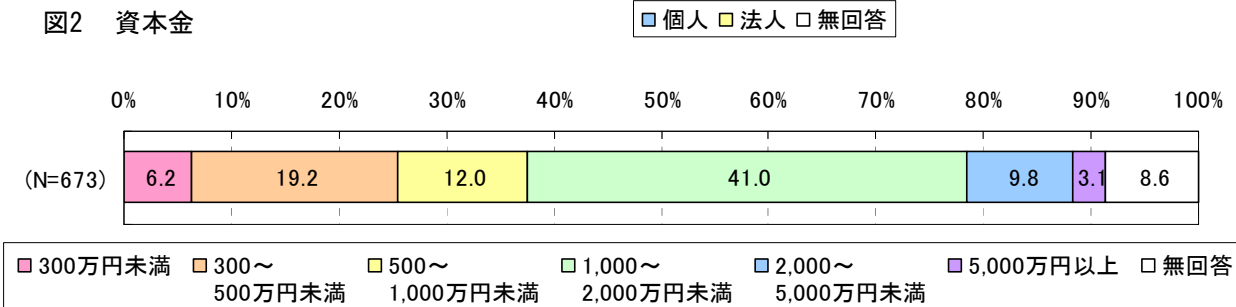 図2 資本金
個人 法人 無回答
0% 10% 20% 30% 40% 50% 60% 70% 80% 90% 100%
(N=673) 6.2 19.2 12.0 41.0 9.8 3.1 8.6
300万円未満 300～ 500～ 1,000～ 2,000～ 5,000万円以上 無回答
500万円未満 1,000万円未満 2,000万円未満 5,000万円未満